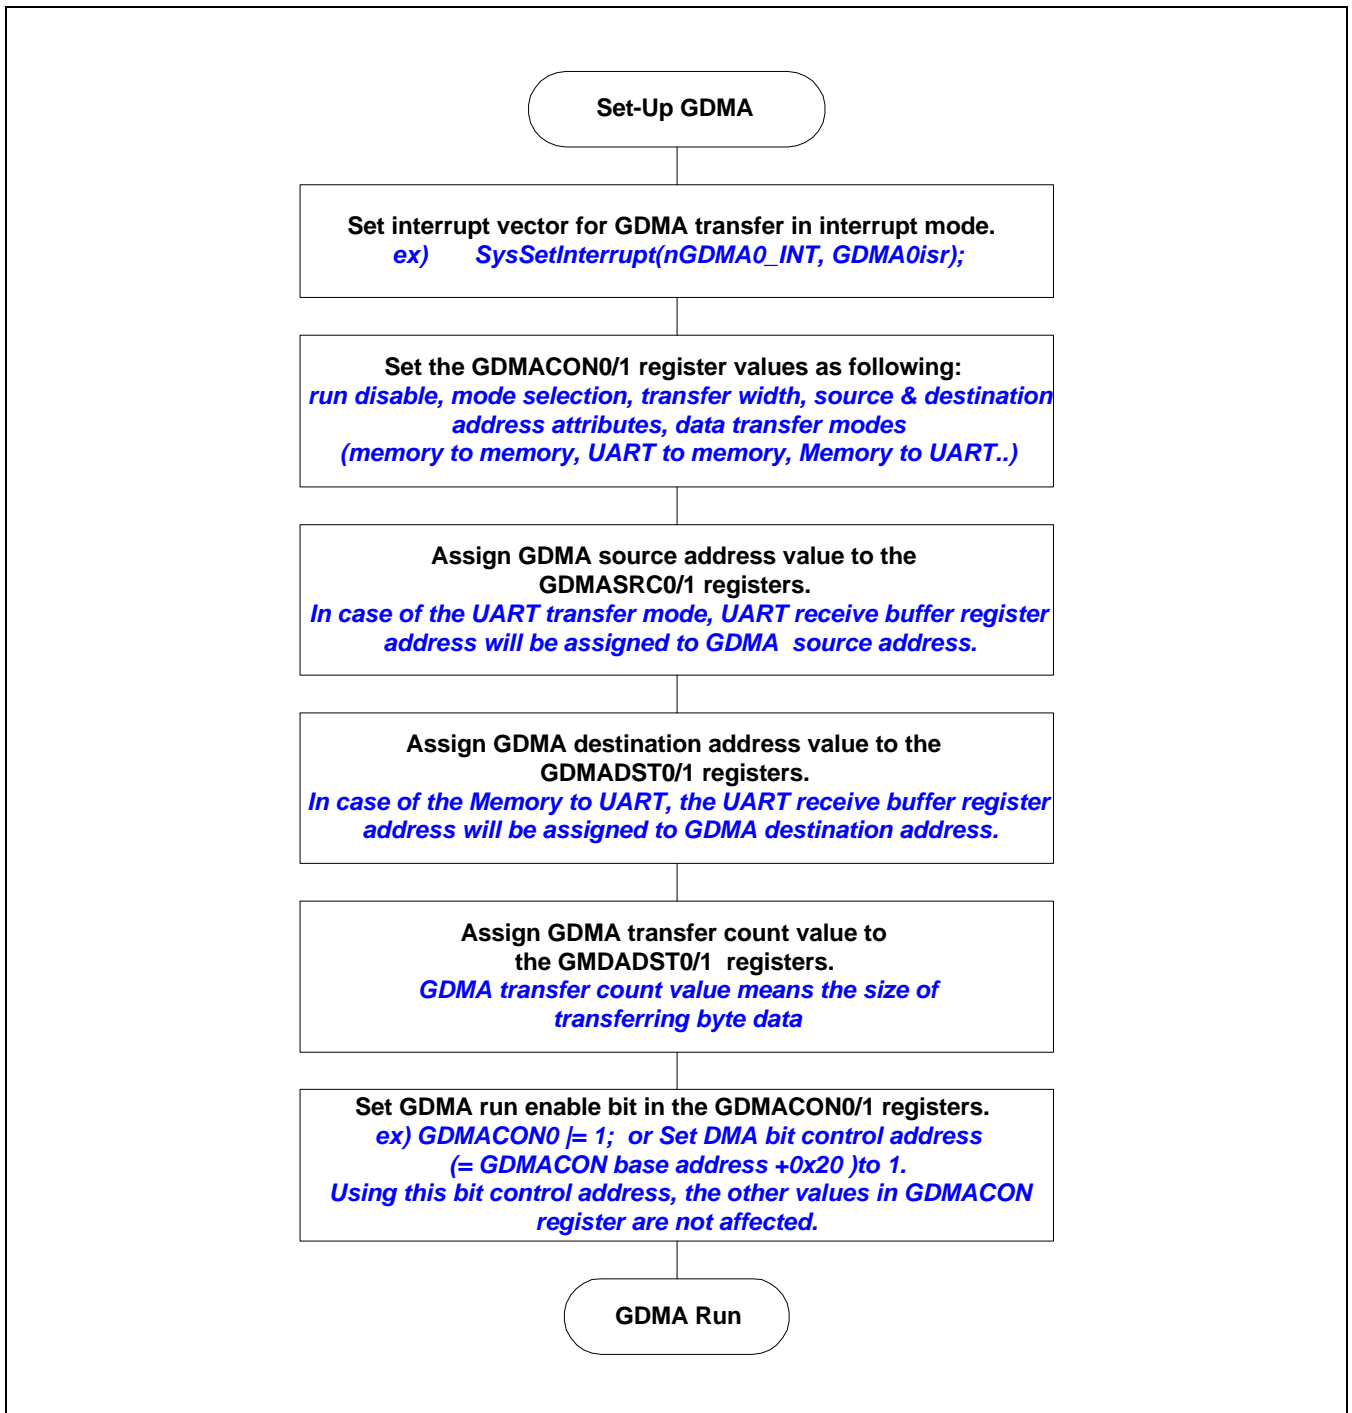 Set-Up GDMA
Set interrupt vector for GDMA transfer in interrupt mode.
ex) SysSetInterrupt(nGDMA0_INT, GDMA0isr);
Set the GDMACON0/1 register values as following:
run disable, mode selection, transfer width, source & destination
address attributes, data transfer modes
(memory to memory, UART to memory, Memory to UART..)
Assign GDMA source address value to the
GDMASRC0/1 registers.
In case of the UART transfer mode, UART receive buffer register
address will be assigned to GDMA source address.
Assign GDMA destination address value to the
GDMADST0/1 registers.
In case of the Memory to UART, the UART receive buffer register
address will be assigned to GDMA destination address.
Assign GDMA transfer count value to
the GMDADST0/1 registers.
GDMA transfer count value means the size of
transferring byte data
Set GDMA run enable bit in the GDMACON0/1 registers.
ex) GDMACON0 |= 1; or Set DMA bit control address
(= GDMACON base address +0x20 )to 1.
Using this bit control address, the other values in GDMACON
register are not affected.
GDMA Run